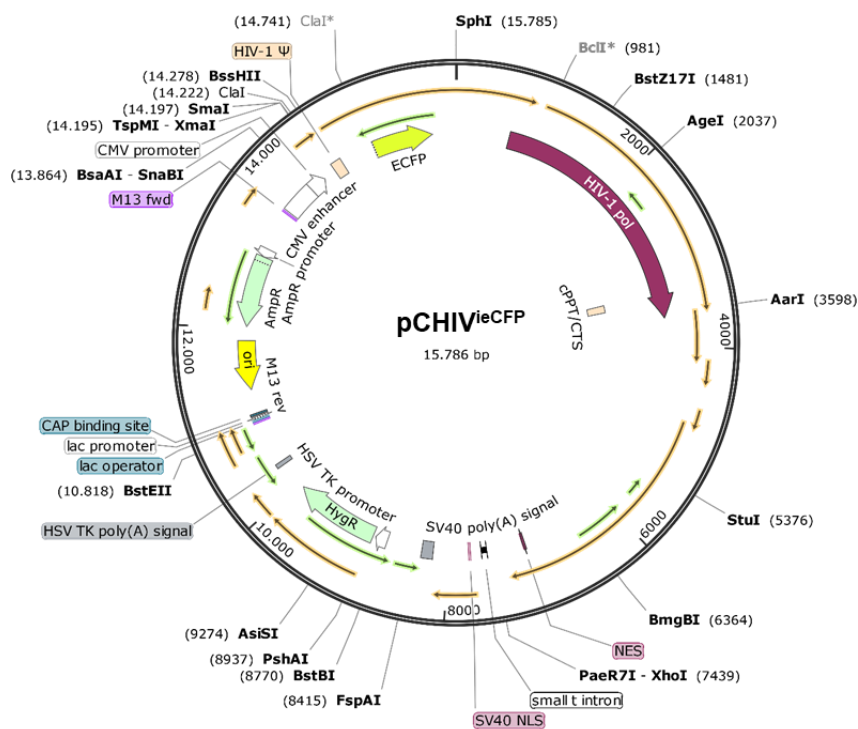 (14.741) ClaI*
SphI (15.785)
HIV-1 Ψ
BclI* (981)
(14.278) BssHII
BstZ17I (1481)
(14.222) ClaI
(14.197) SmaI
AgeI (2037)
(14.195) TspMI - XmaI
CMV promoter
(13.864) BsaAI - SnaBI
M13 fwd
14.000
2000
ECFP
HIV-1 pol
CMV enhancer
AmpR promoter
AmpR
cPPT/CTS
AarI (3598)
4000
12.000
pCHIVieCFP
15.786 bp
ori
M13 rev
CAP binding site
lac promoter
lac operator
(10.818) BstEII
HSV TK poly(A) signal
HSV TK promoter
HygR
SV40 poly(A) signal
StuI (5376)
10.000
6000
8000
BmgBI (6364)
(9274) AsiSI
(8937) PshAI
(8770) BstBI
(8415) FspAI
NES
PaeR7I - XhoI (7439)
small t intron
SV40 NLS